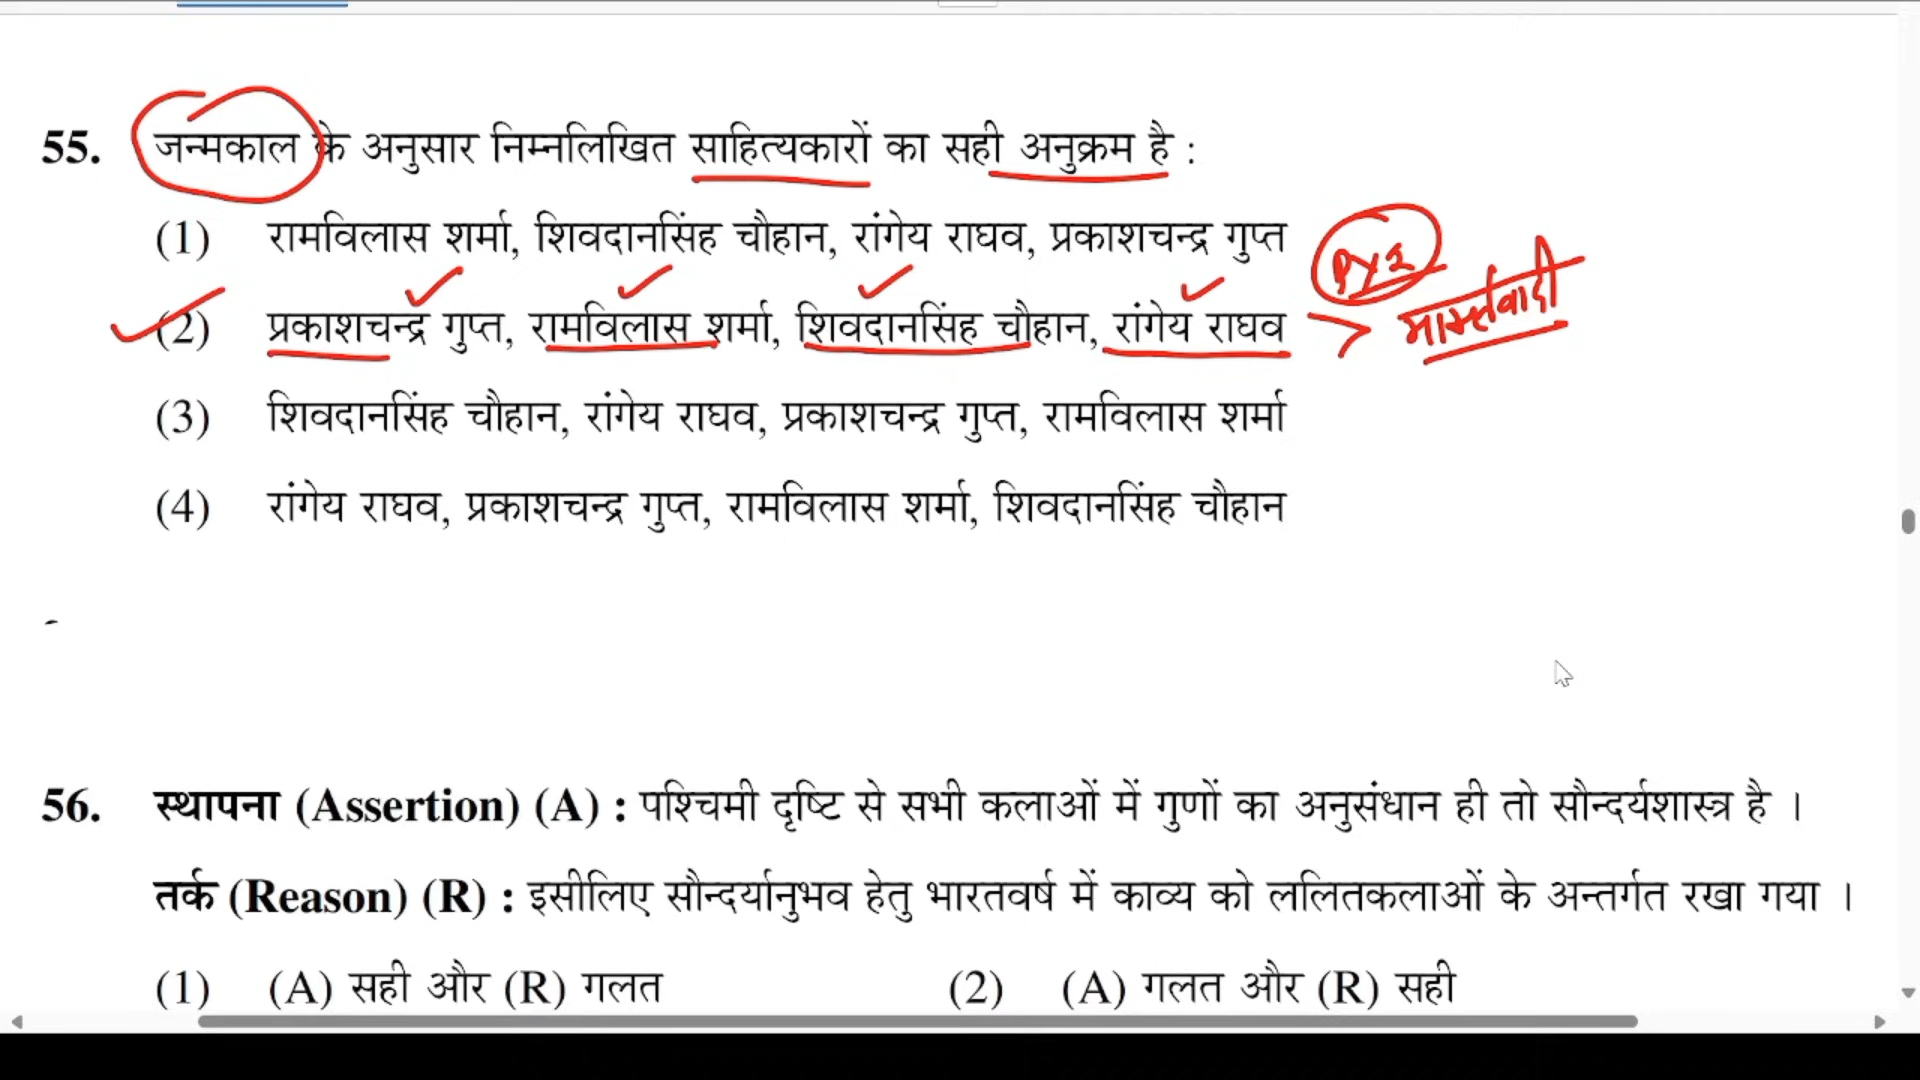 55. जन्मकाल के अनुसार निम्नलिखित साहित्यकारों का सही अनुक्रम है :
(1) रामविलास शर्मा, शिवदानसिंह चौहान, रांगेय राघव, प्रकाशचन्द्र गुप्त
(2) प्रकाशचन्द्र गुप्त, रामविलास शर्मा, शिवदानसिंह चौहान, रांगेय राघव
मार्क्सवादी
(3) शिवदानसिंह चौहान, रांगेय राघव, प्रकाशचन्द्र गुप्त, रामविलास शर्मा
(4) रांगेय राघव, प्रकाशचन्द्र गुप्त, रामविलास शर्मा, शिवदानसिंह चौहान
56. स्थापना (Assertion) (A) : पश्चिमी दृष्टि से सभी कलाओं में गुणों का अनुसंधान ही तो सौन्दर्यशास्त्र है ।
तर्क (Reason) (R) : इसीलिए सौन्दर्यानुभव हेतु भारतवर्ष में काव्य को ललितकलाओं के अन्तर्गत रखा गया ।
(1) (A) सही और (R) गलत (2) (A) गलत और (R) सही